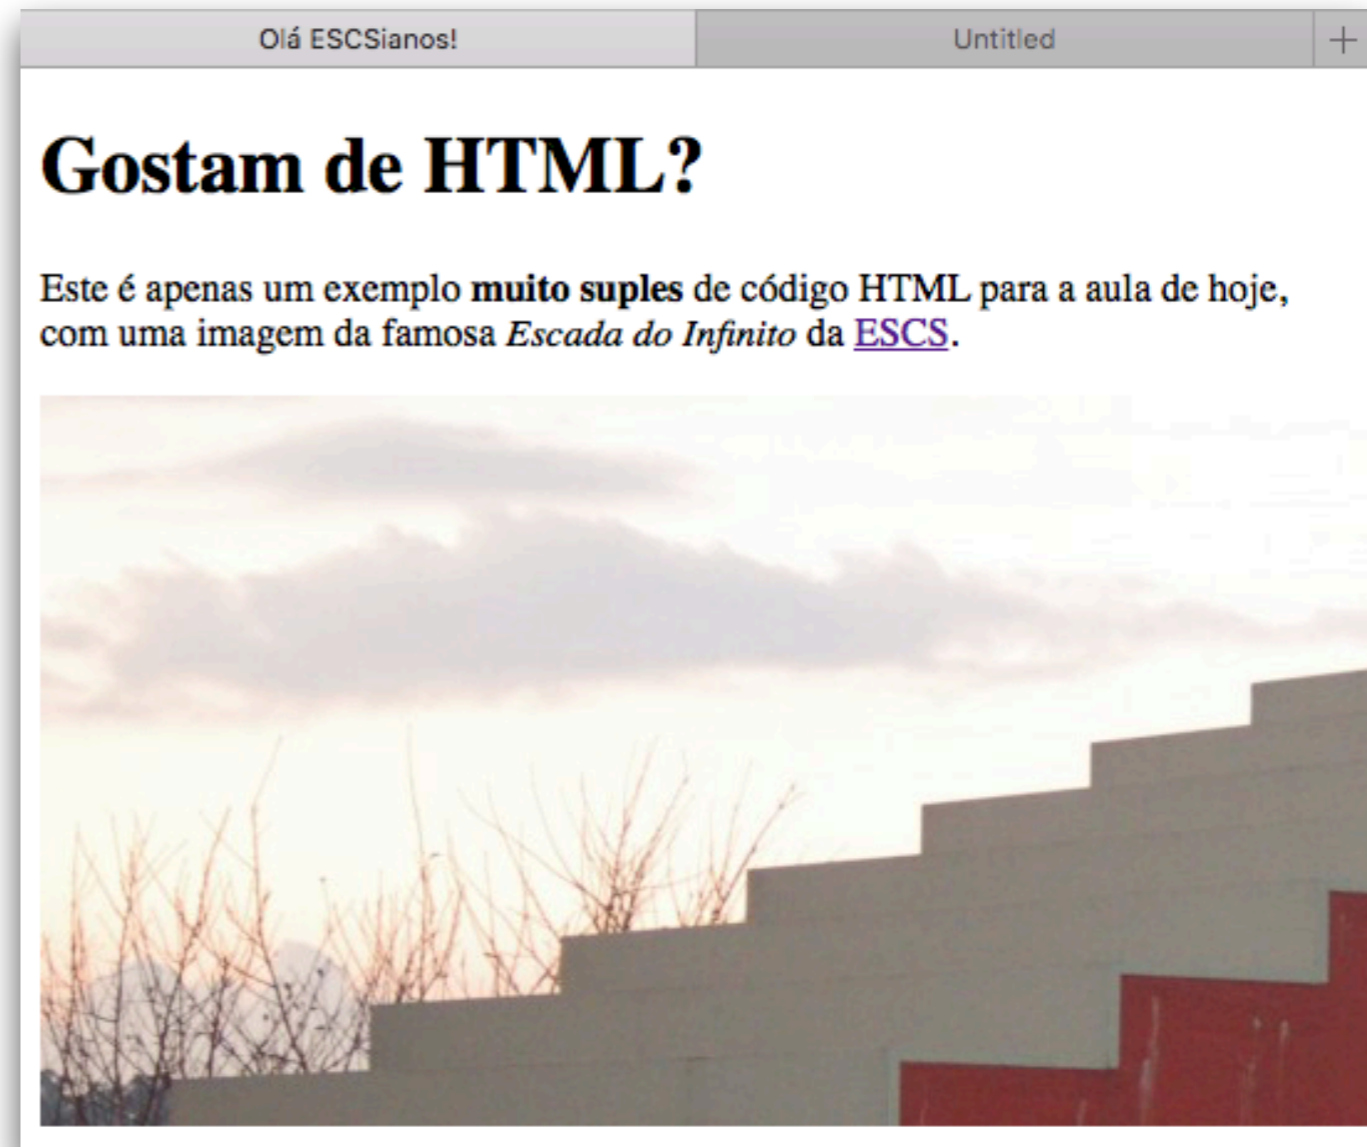 Olá ESCSianos!
Untitled
Gostam de HTML?
Este é apenas um exemplo muito suples de código HTML para a aula de hoje,
com uma imagem da famosa Escada do Infinito da ESCS.